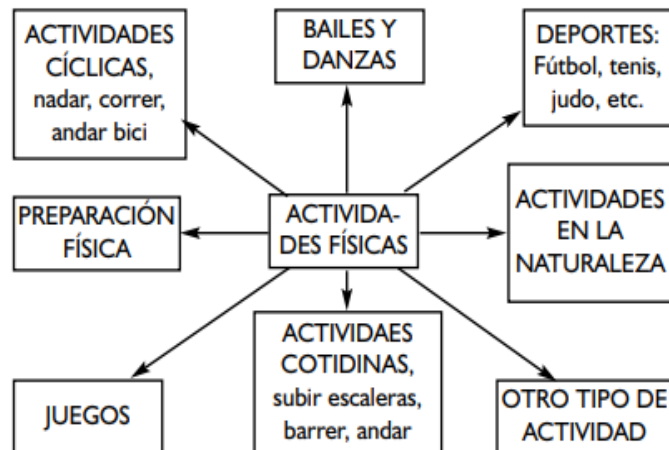 ACTIVIDADES
CÍCLICAS,
nadar, correr,
andar bici
BAILES Y
DANZAS
DEPORTES:
Fútbol, tenis,
judo, etc.
PREPARACIÓN
FÍSICA
ACTIVIDA-
DES FÍSICAS
ACTIVIDADES
EN LA
NATURALEZA
JUEGOS
ACTIVIDAES
COTIDINAS,
subir escaleras,
barrer, andar
OTRO TIPO DE
ACTIVIDAD